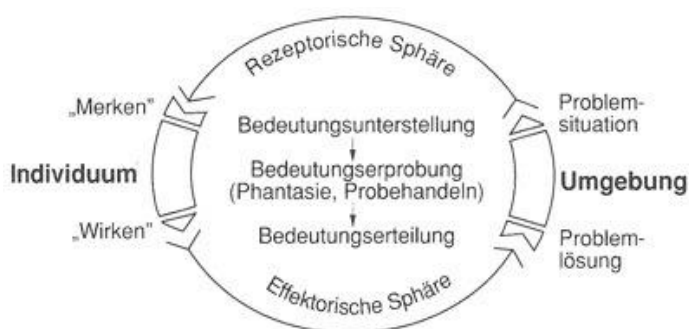 Rezeptorische Sphäre
„Merken"
Problem-
situation
Bedeutungsunterstellung
Individuum
Bedeutungserprobung
(Phantasie, Probehandeln)
Umgebung
„Wirken"
Bedeutungserteilung
Problem-
lösung
Effektorische Sphäre